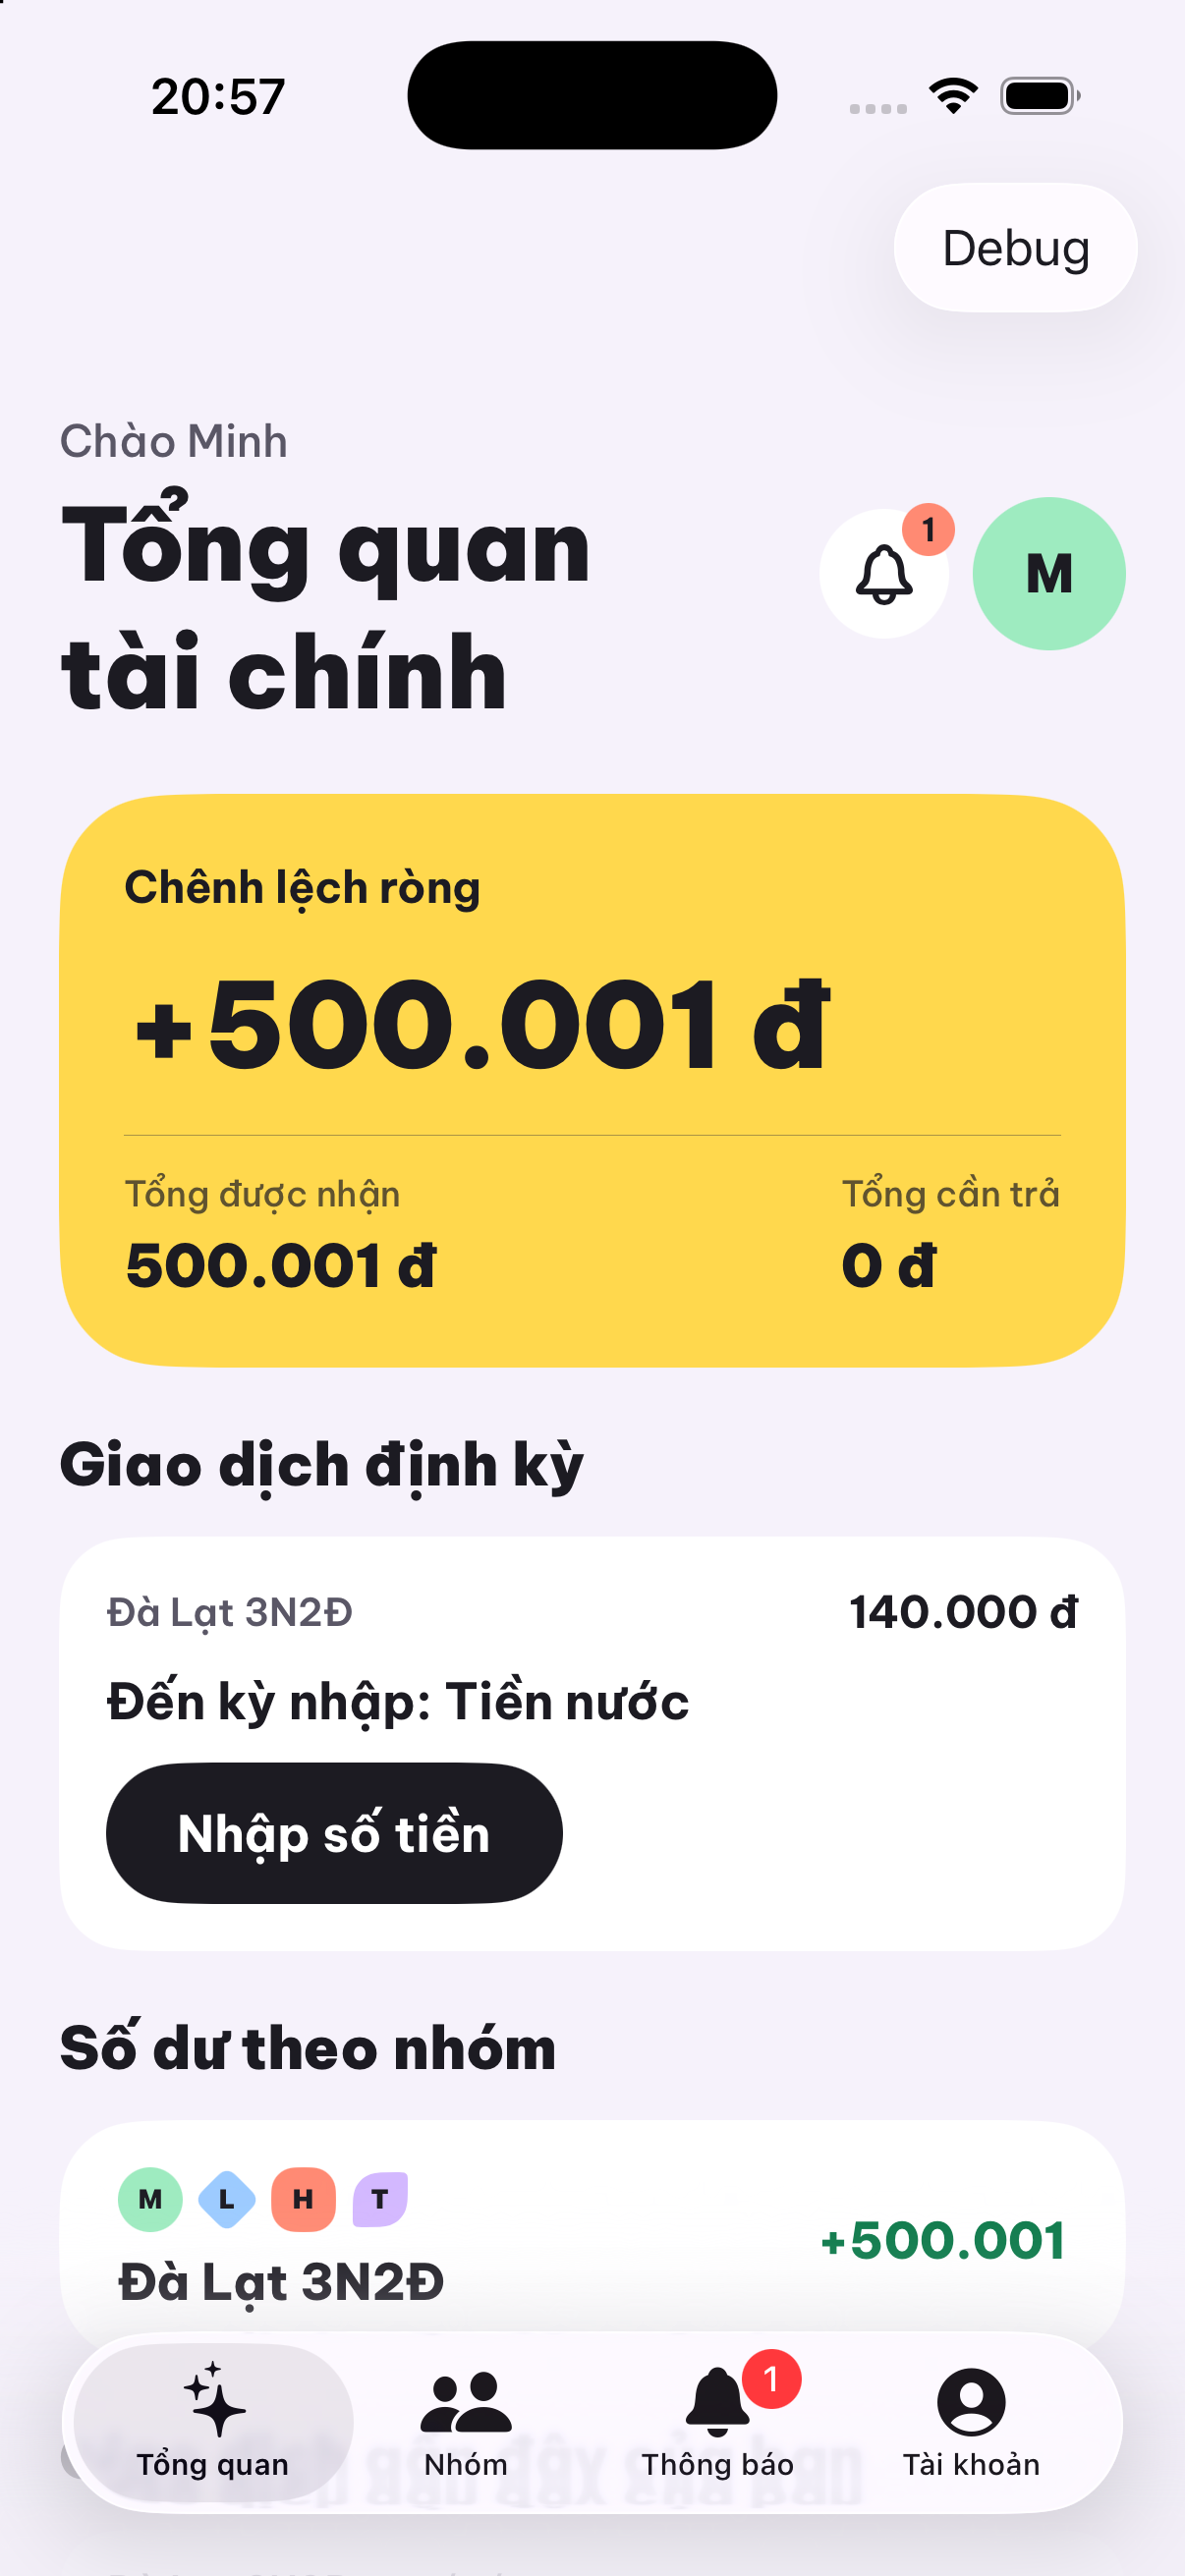 20:57
Debug
Chào Minh
Tổng quan
tài chính
1
M
Chênh lệch ròng
+500.001 đ
Tổng được nhận
Tổng cần trả
500.001 đ
0 đ
Giao dịch định kỳ
Đà Lạt 3N2Đ
140.000 đ
Đến kỳ nhập: Tiền nước
Nhập số tiền
Số dư theo nhóm
M L H T
+500.001
Đà Lạt 3N2Đ
1
Tổng quan
Nhóm
Thông báo
Tài khoản